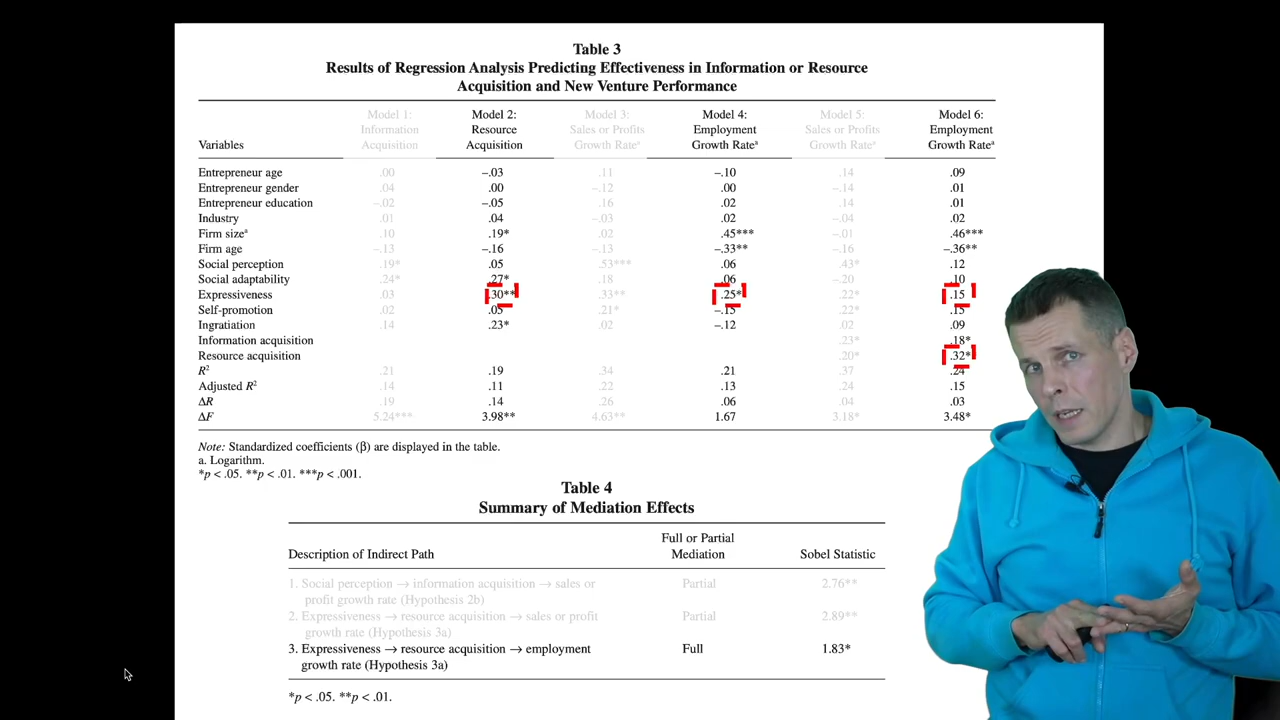 Table 3
Results of Regression Analysis Predicting Effectiveness in Information or Resource
Acquisition and New Venture Performance
Model 1: Model 2: Model 3: Model 4: Model 5: Model 6:
Information Resource Sales or Profits Employment Sales or Profits Employment
Variables Acquisition Acquisition Growth Rateᵃ Growth Rateᵃ Growth Rateᵃ Growth Rateᵃ
Entrepreneur age .00 –.03 .11 –.10 .14 .09
Entrepreneur gender .04 .00 –.12 .00 –.14 .01
Entrepreneur education –.02 –.05 .16 .02 .14 .01
Industry .01 .04 –.03 .02 –.04 .02
Firm sizeᵃ .10 .19* .02 .45*** –.01 .46***
Firm age –.13 –.16 –.13 –.33** –.16 –.36**
Social perception .19* .05 .53*** .06 .43* .12
Social adaptability .24* .27* .18 .06 –.20 .10
Expressiveness .03 .30** .33** .25* .22* .15
Self-promotion .02 .05 .21* –.15 .22* .15
Ingratiation .14 .23* .02 –.12 .02 .09
Information acquisition .23* .18*
Resource acquisition .20* .32*
R² .21 .19 .34 .21 .37 .24
Adjusted R² .14 .11 .22 .13 .24 .15
ΔR .19 .14 .26 .06 .04 .03
ΔF 5.24*** 3.98** 4.63** 1.67 3.18* 3.48*
Note: Standardized coefficients (β) are displayed in the table.
a. Logarithm.
*p < .05. **p < .01. ***p < .001.
Table 4
Summary of Mediation Effects
Full or Partial
Description of Indirect Path Mediation Sobel Statistic
1. Social perception → information acquisition → sales or Partial 2.76**
profit growth rate (Hypothesis 2b)
2. Expressiveness → resource acquisition → sales or profit Partial 2.89**
growth rate (Hypothesis 3a)
3. Expressiveness → resource acquisition → employment Full 1.83*
growth rate (Hypothesis 3a)
*p < .05. **p < .01.